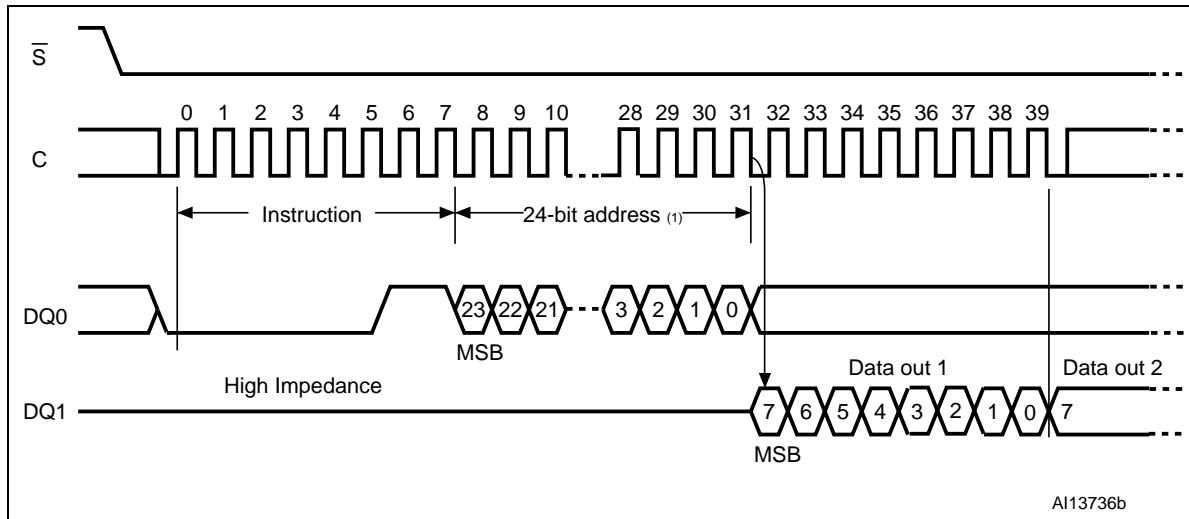 S
0 1 2 3 4 5 6 7 8 9 10 28 29 30 31 32 33 34 35 36 37 38 39
C
Instruction 24-bit address (1)
DQ0 23 22 21 3 2 1 0
MSB
High Impedance Data out 1 Data out 2
DQ1 7 6 5 4 3 2 1 0 7
MSB
AI13736b